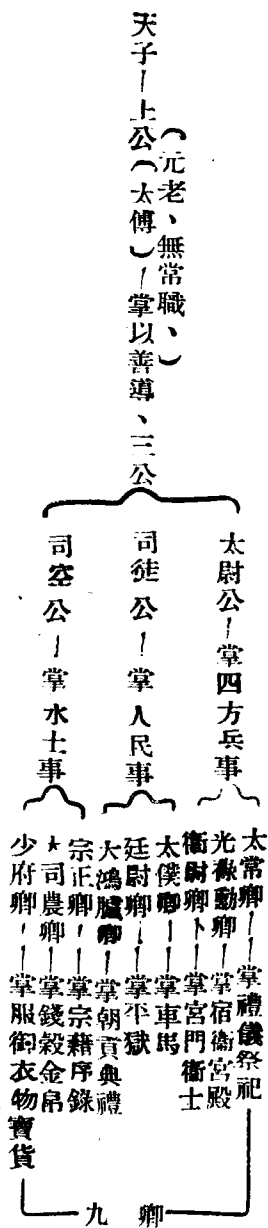 天子—上公(太傅)—掌以善導、三公
(元老、無常職、)
太尉公—掌四方兵事
司徒公—掌人民事
司空公—掌水土事
太常卿—掌禮儀祭祀
光祿勳卿—掌宿衞宮殿
衞尉卿—掌宮門衞士
太僕卿—掌車馬
廷尉卿—掌平獄
大鴻臚卿—掌朝貢典禮
宗正卿—掌宗藉序錄
大司農卿—掌錢穀金帛
少府卿—掌服御衣物寶貨
九卿